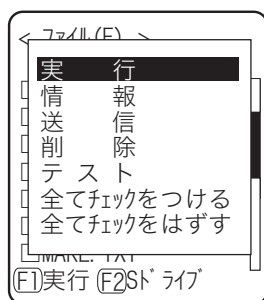 < ファイル(F) >
実　　行
情　　報
送　　信
削　　除
テ ス ト
全てﾁｪｯｸをつける
全てﾁｪｯｸをはずす
MAKE. TXT
F1実行 F2Sﾄﾞﾗｲﾌﾞ